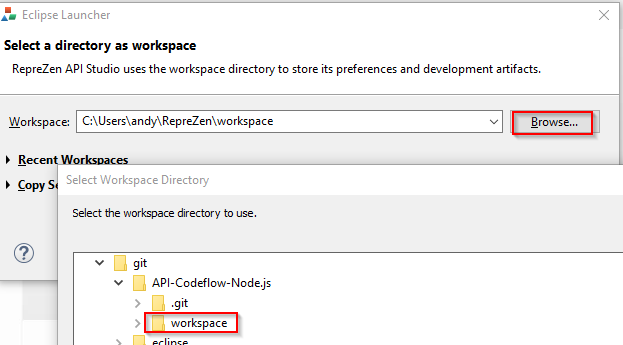 Eclipse Launcher
Select a directory as workspace
RepreZen API Studio uses the workspace directory to store its preferences and development artifacts.
Workspace: C:\Users\andy\RepreZen\workspace Browse...
Recent Workspaces
Copy Se
Select Workspace Directory
Select the workspace directory to use.
git
API-Codeflow-Node.js
.git
workspace
eclipse